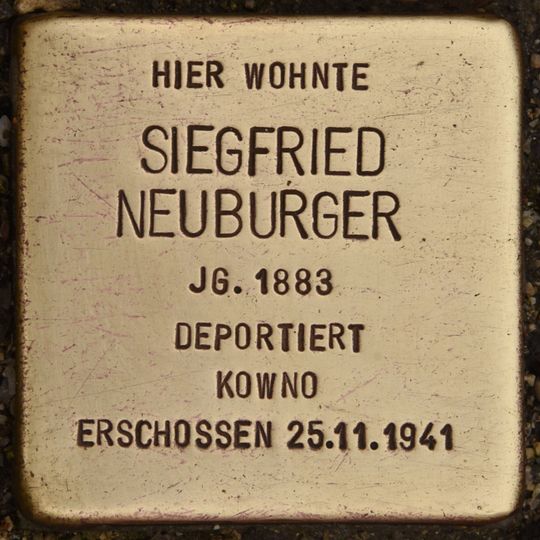 HIER WOHNTE
SIEGFRIED
NEUBURGER
JG. 1883
DEPORTIERT
KOWNO
ERSCHOSSEN 25.11.1941